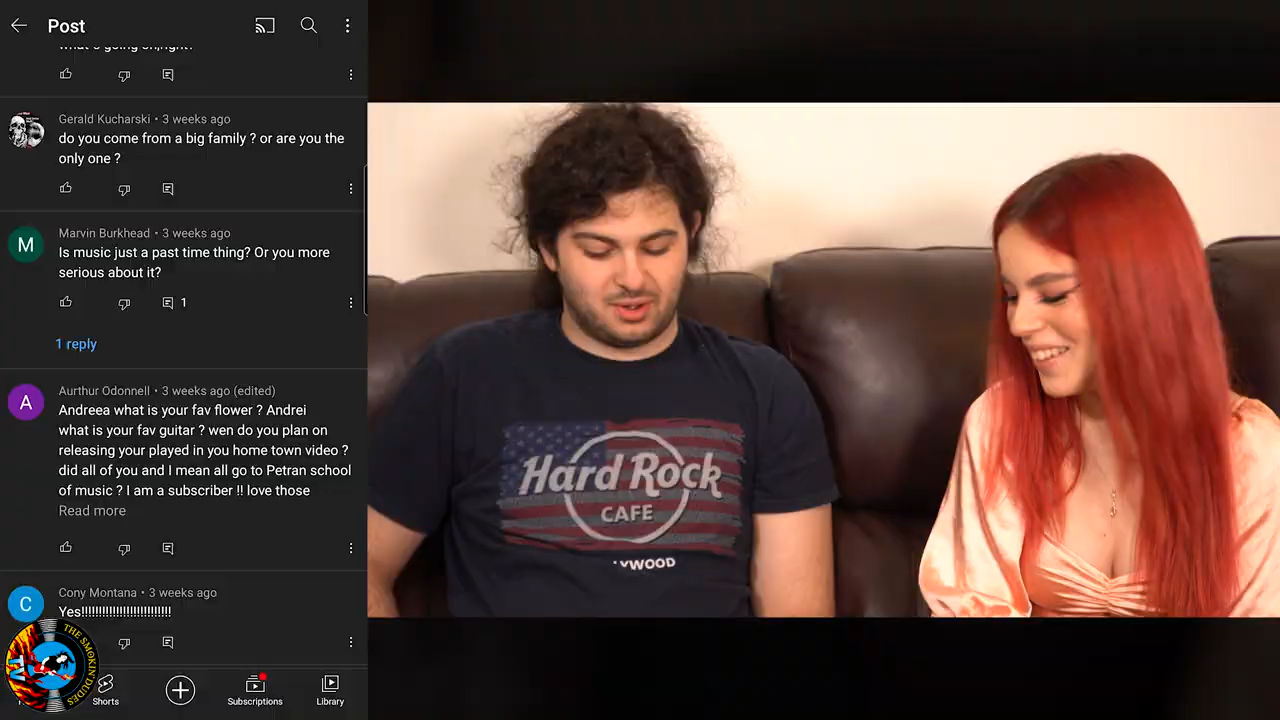 Post
what's going on,right?
Gerald Kucharski • 3 weeks ago
do you come from a big family ? or are you the
only one ?
M
Marvin Burkhead • 3 weeks ago
Is music just a past time thing? Or you more
serious about it?
1
1 reply
A
Aurthur Odonnell • 3 weeks ago (edited)
Andreea what is your fav flower ? Andrei
what is your fav guitar ? wen do you plan on
releasing your played in you home town video ?
did all of you and I mean all go to Petran school
of music ? I am a subscriber !! love those
Read more
C
Cony Montana • 3 weeks ago
Yes!!!!!!!!!!!!!!!!!!!!!!!!!!
THE SMOKIN'DUDES
Shorts
Subscriptions
Library
Hard Rock
CAFE
YWOOD